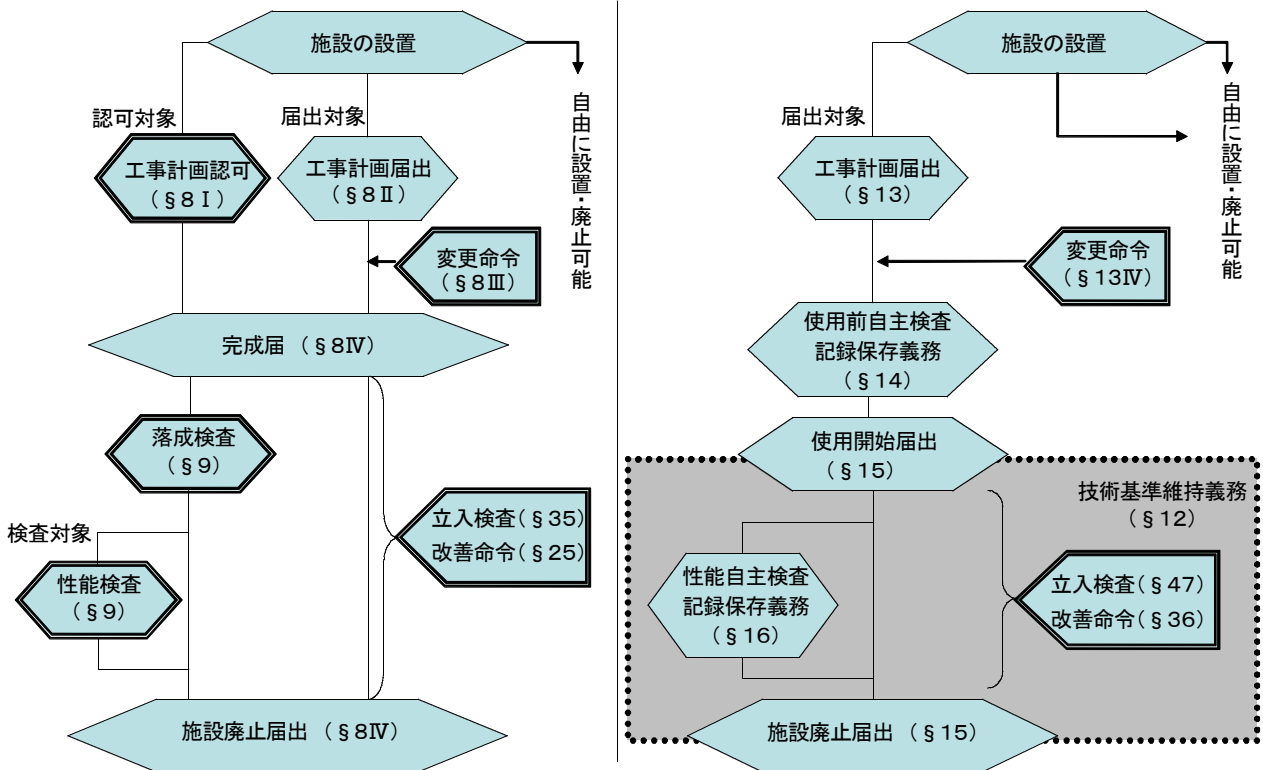 施設の設置
認可対象
届出対象
工事計画認可
(§8Ⅰ)
工事計画届出
(§8Ⅱ)
自由に設置・廃止可能
変更命令
(§8Ⅲ)
完成届 (§8Ⅳ)
落成検査
(§9)
検査対象
性能検査
(§9)
立入検査(§35)
改善命令(§25)
施設廃止届出 (§8Ⅳ)
施設の設置
届出対象
工事計画届出
(§13)
自由に設置・廃止可能
変更命令
(§13Ⅳ)
使用前自主検査
記録保存義務
(§14)
使用開始届出
(§15)
技術基準維持義務
(§12)
性能自主検査
記録保存義務
(§16)
立入検査(§47)
改善命令(§36)
施設廃止届出 (§15)